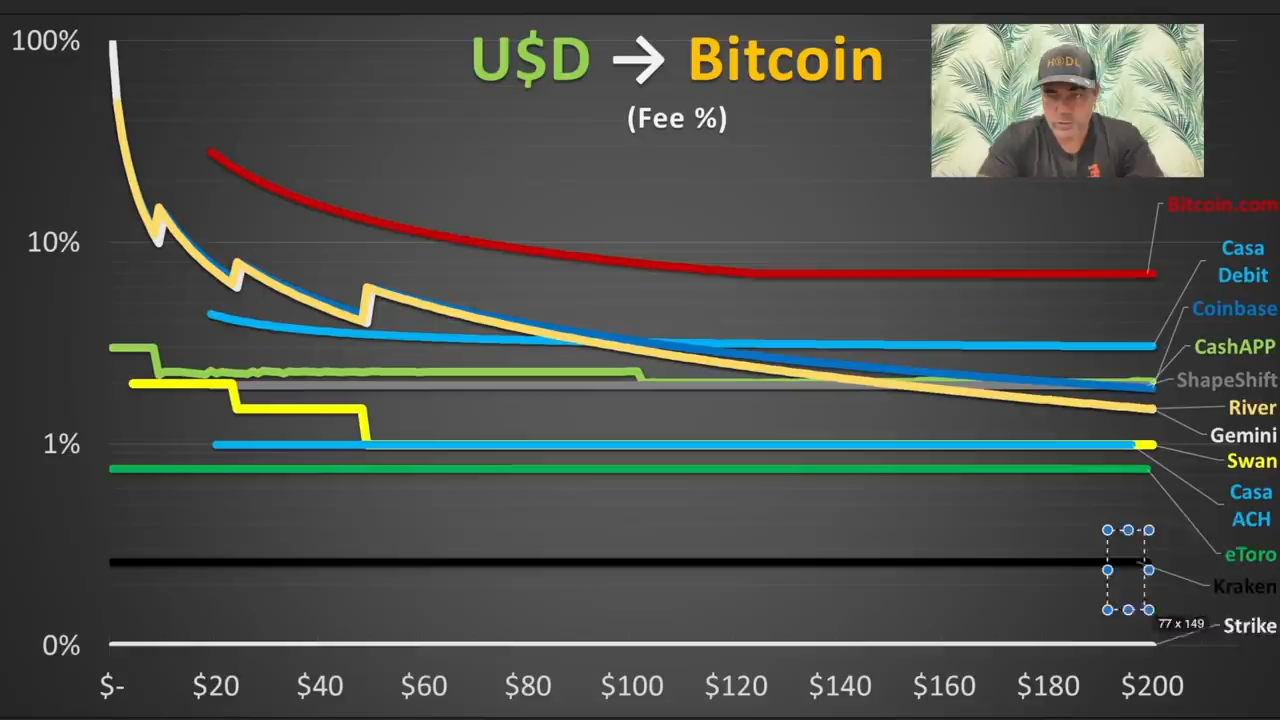 U$D → Bitcoin
(Fee %)
H₿DL
100%
10%
1%
0%
$- $20 $40 $60 $80 $100 $120 $140 $160 $180 $200
Bitcoin.com
Casa
Debit
Coinbase
CashAPP
ShapeShift
River
Gemini
Swan
Casa
ACH
eToro
Kraken
77 x 149
Strike